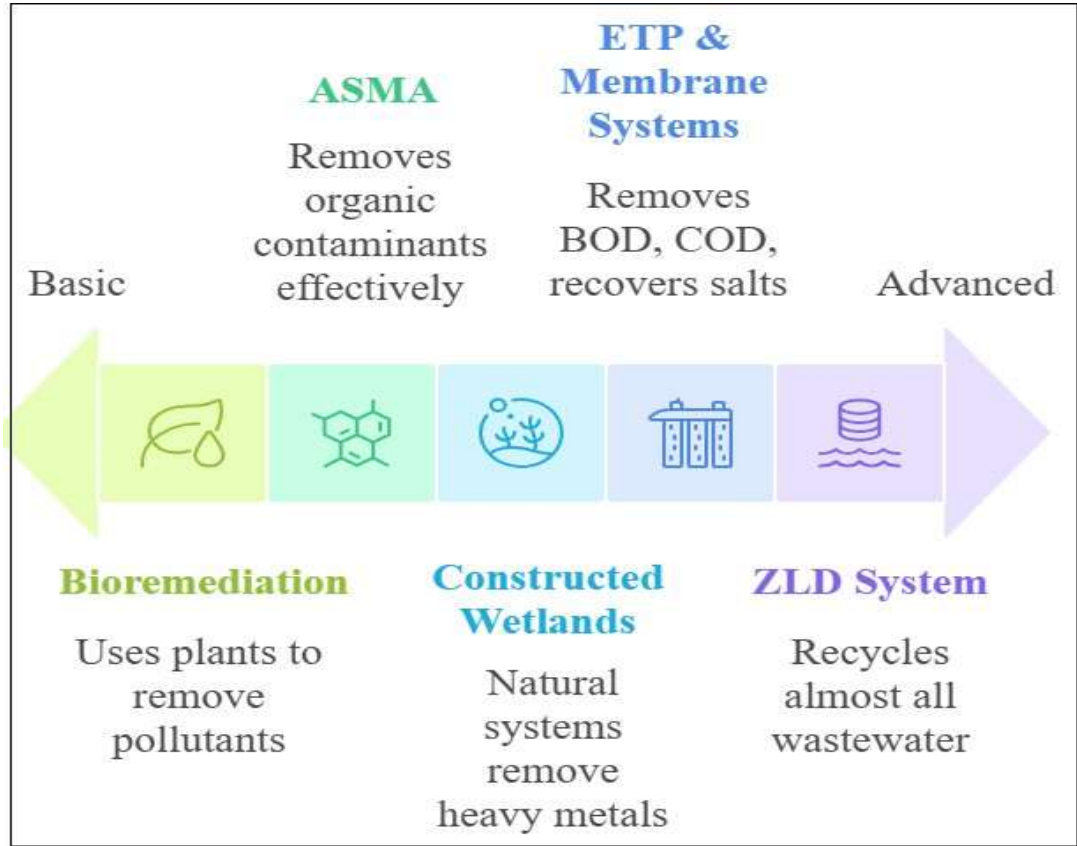 ETP &
Membrane
Systems
ASMA
Removes
organic
contaminants
effectively
Removes
BOD, COD,
recovers salts
Basic
Advanced
Bioremediation
Uses plants to
remove
pollutants
Constructed
Wetlands
Natural
systems
remove
heavy metals
ZLD System
Recycles
almost all
wastewater